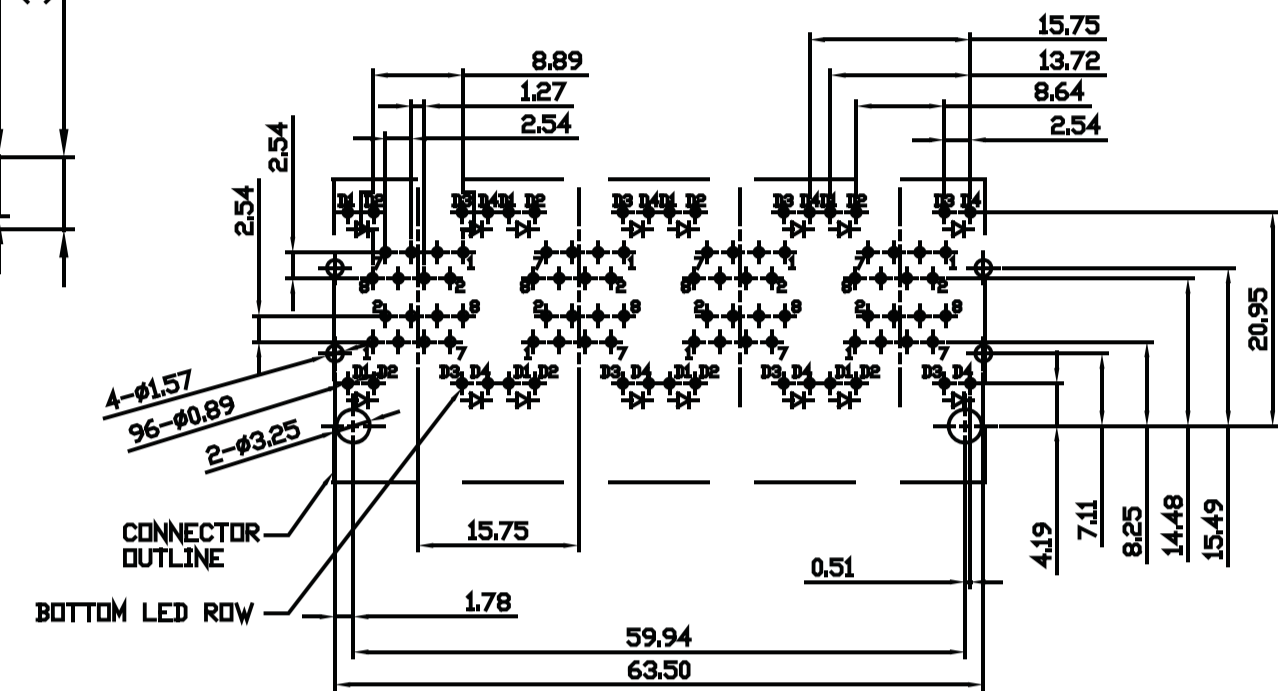 15.75
8.89
13.72
1.27
8.64
2.54
2.54
2.54
2.54
D1 D2 D3 D4 D1 D2 D3 D4 D1 D2 D3 D4 D1 D2 D3 D4
7 1 7 1 7 1 7 1
8 2 8 2 8 2 8 2
2 8 2 8 2 8 2 8
1 7 1 7 1 7 1 7
D1 D2 D3 D4 D1 D2 D3 D4 D1 D2 D3 D4 D1 D2 D3 D4
20.95
4-ø1.57
96-ø0.89
2-ø3.25
CONNECTOR
OUTLINE
15.75
4.19
7.11
8.25
14.48
15.49
0.51
BOTTOM LED ROW
1.78
59.94
63.50